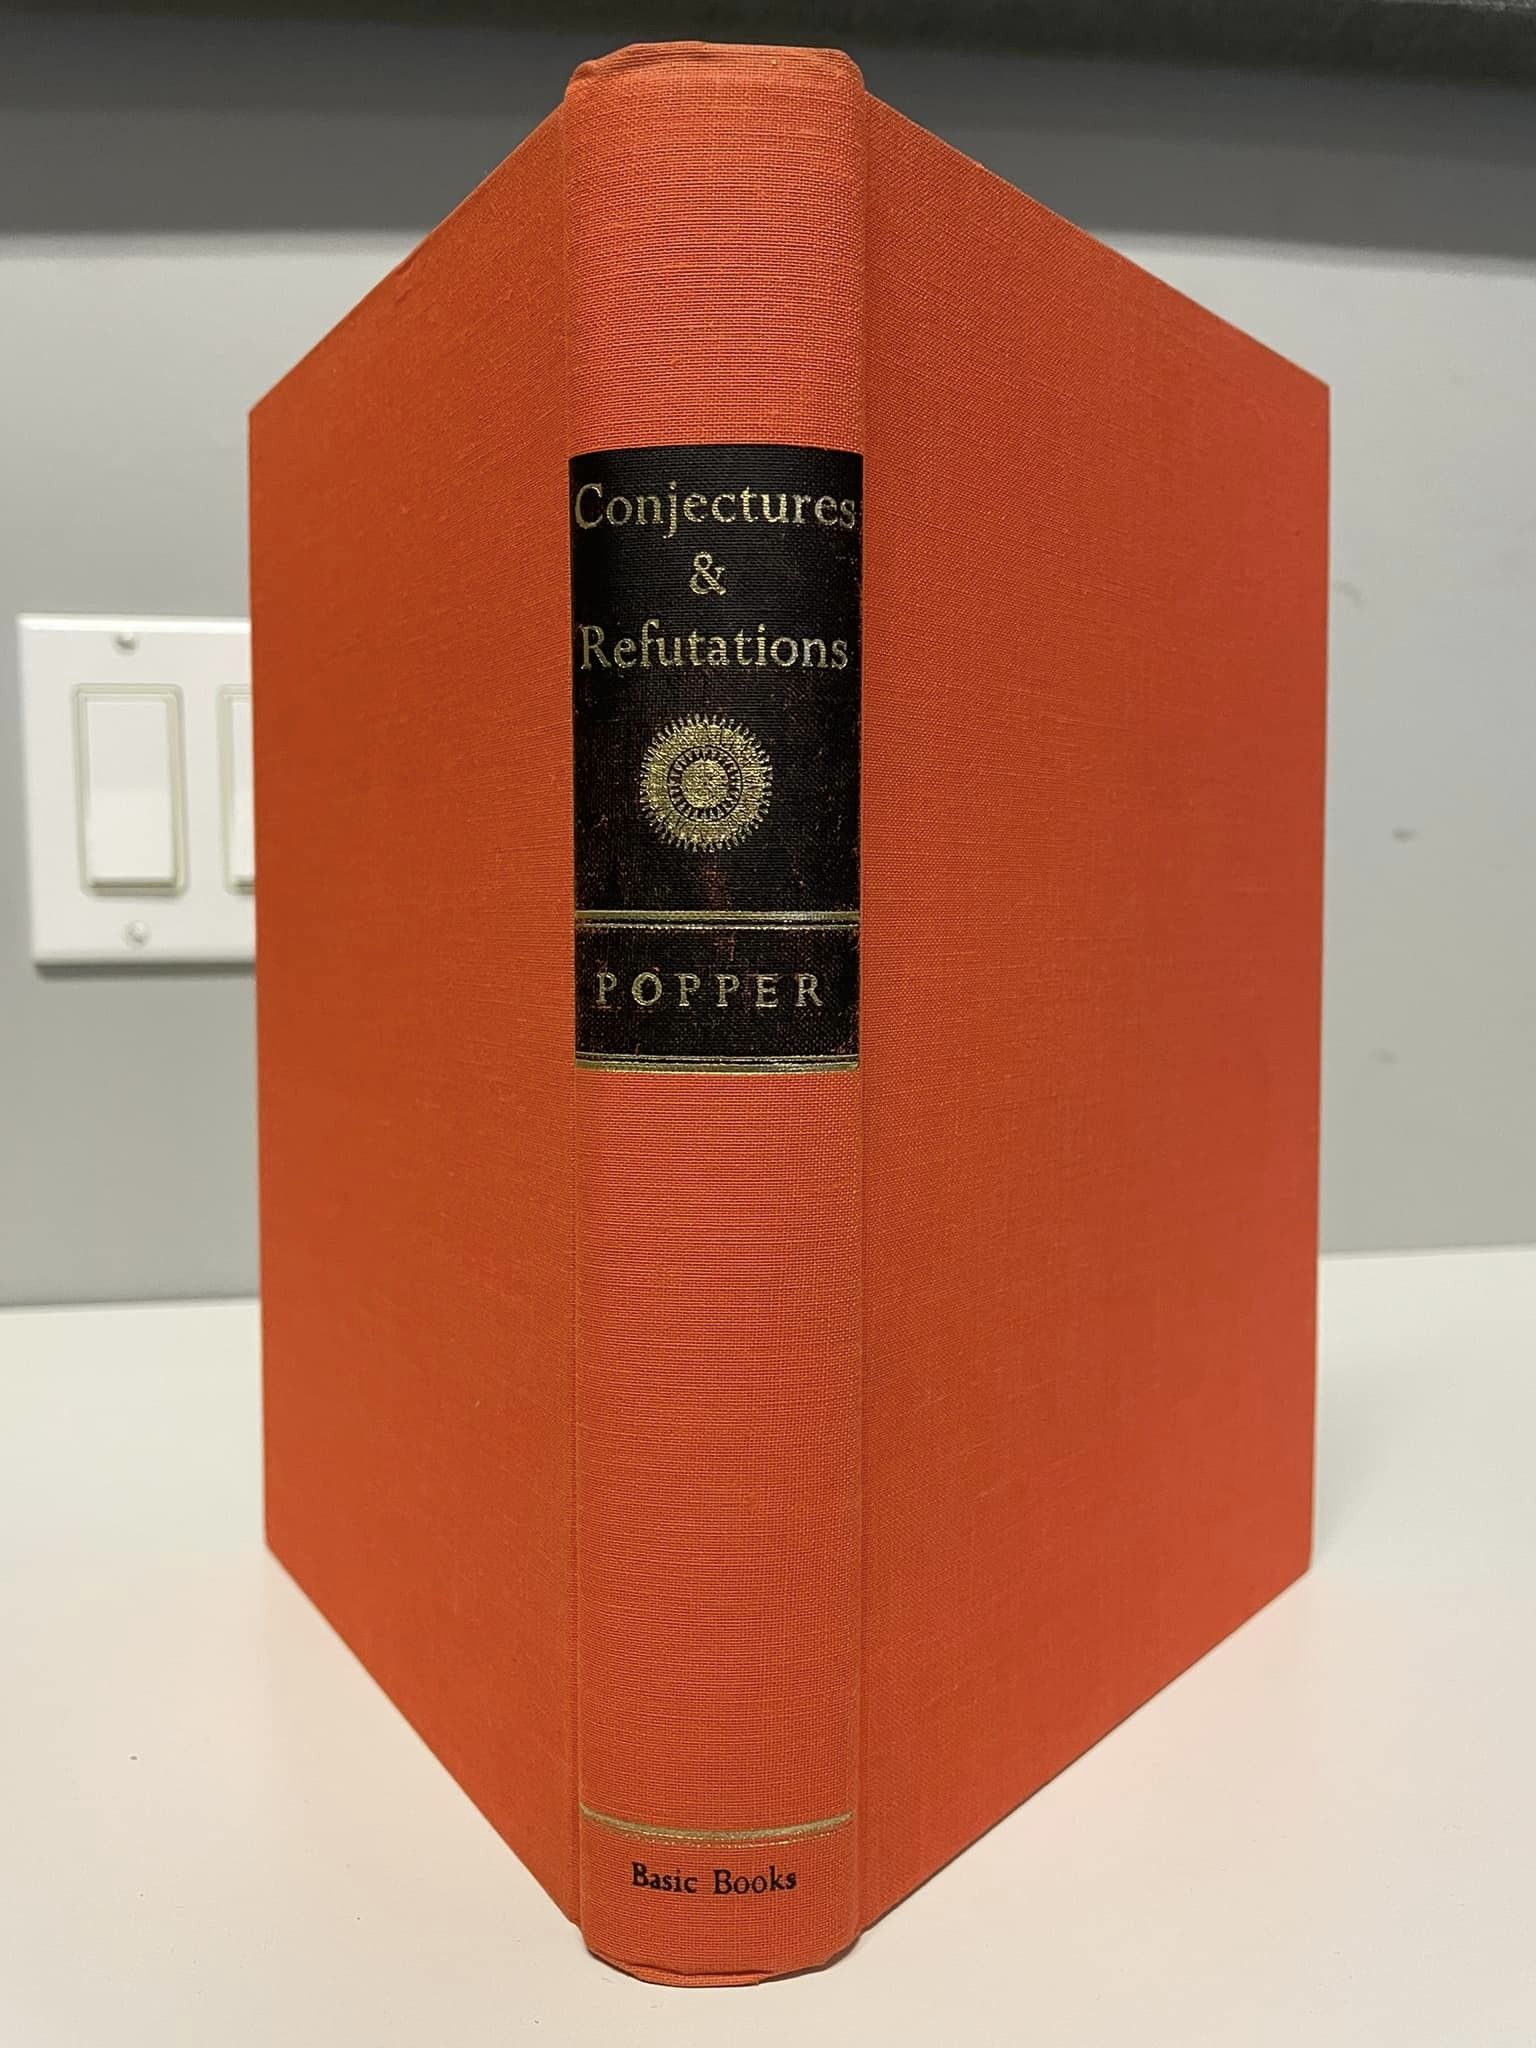 Conjectures
&
Refutations
POPPER
Basic Books